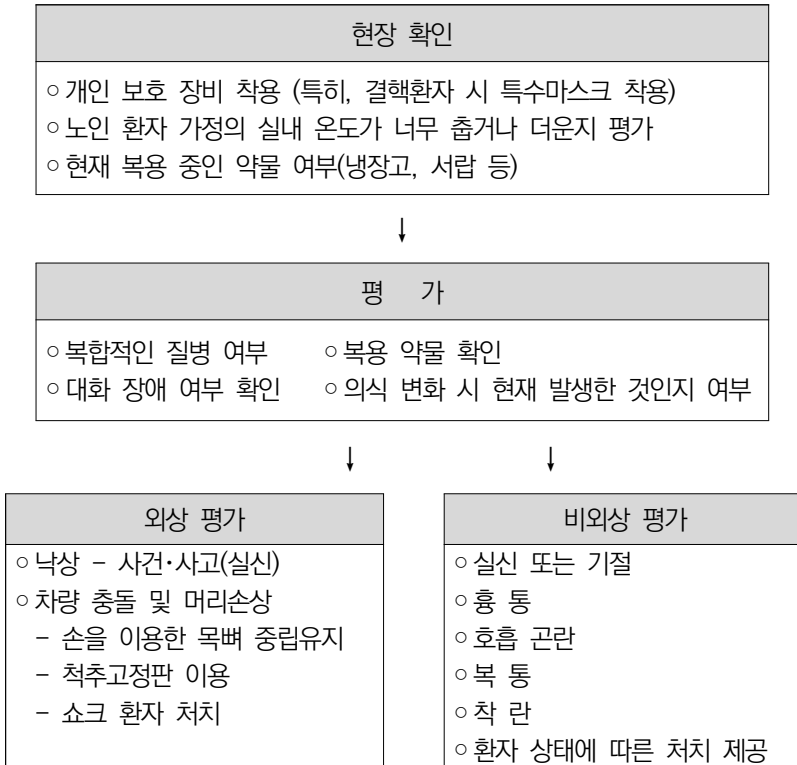 현장 확인
○ 개인 보호 장비 착용 (특히, 결핵환자 시 특수마스크 착용)
○ 노인 환자 가정의 실내 온도가 너무 춥거나 더운지 평가
○ 현재 복용 중인 약물 여부(냉장고, 서랍 등)
↓
평 가
○ 복합적인 질병 여부 ○ 복용 약물 확인
○ 대화 장애 여부 확인 ○ 의식 변화 시 현재 발생한 것인지 여부
↓ ↓
외상 평가
○ 낙상 - 사건·사고(실신)
○ 차량 충돌 및 머리손상
- 손을 이용한 목뼈 중립유지
- 척추고정판 이용
- 쇼크 환자 처치
비외상 평가
○ 실신 또는 기절
○ 흉 통
○ 호흡 곤란
○ 복 통
○ 착 란
○ 환자 상태에 따른 처치 제공